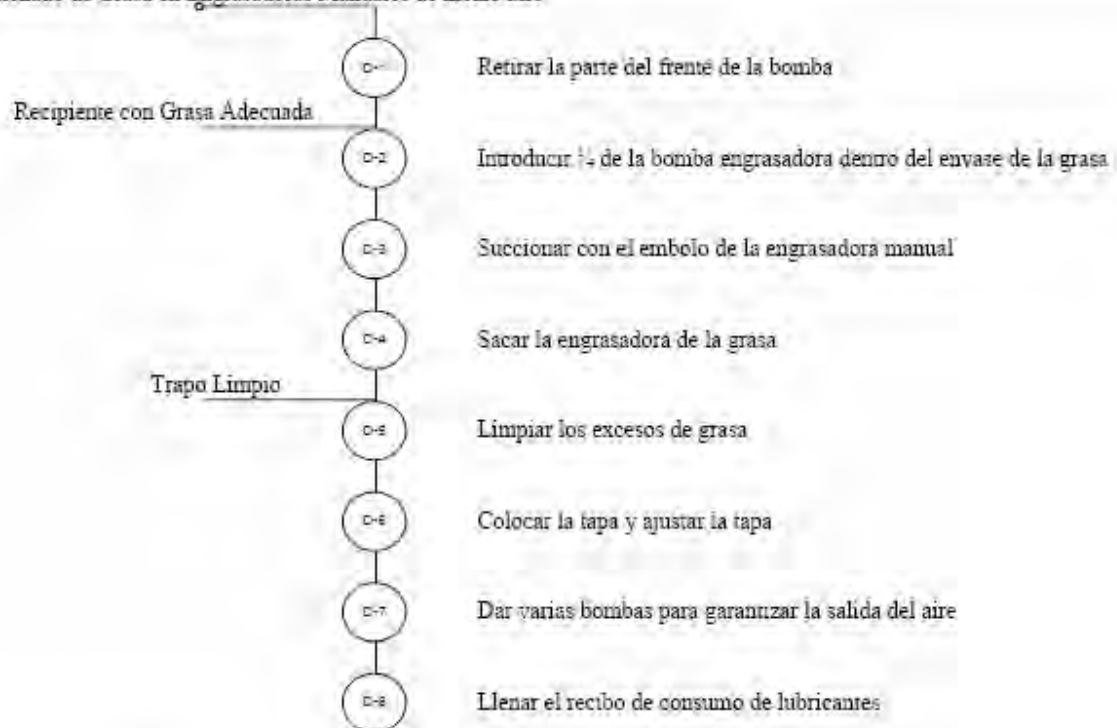 Retirar la parte del frente de la bomba
Recipiente con Grasa Adecuada
D-2
Introducir ¼ de la bomba engrasadora dentro del envase de la grasa
D-3
Succionar con el embolo de la engrasadora manual
D-4
Sacar la engrasadora de la grasa
Trapo Limpio
D-5
Limpiar los excesos de grasa
D-6
Colocar la tapa y ajustar la tapa
D-7
Dar varias bombas para garantizar la salida del aire
D-8
Llenar el recibo de consumo de lubricantes